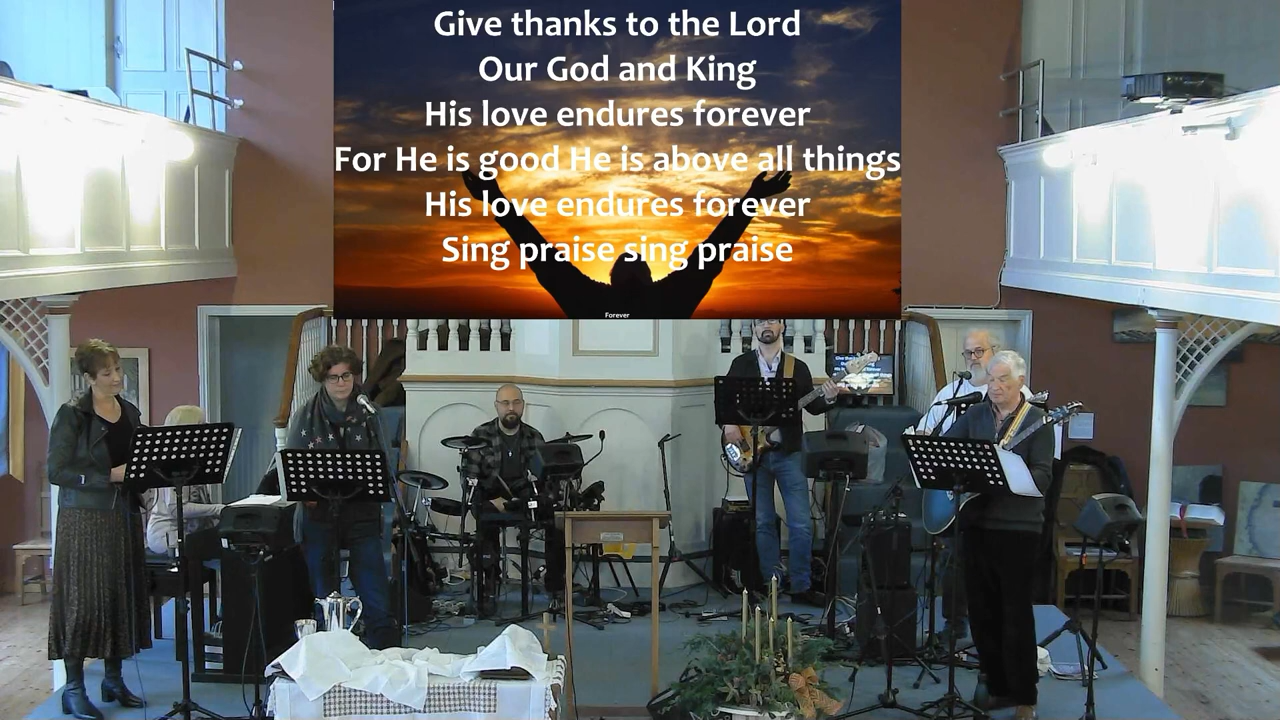 Give thanks to the Lord
Our God and King
His love endures forever
For He is good He is above all things
His love endures forever
Sing praise sing praise
Forever